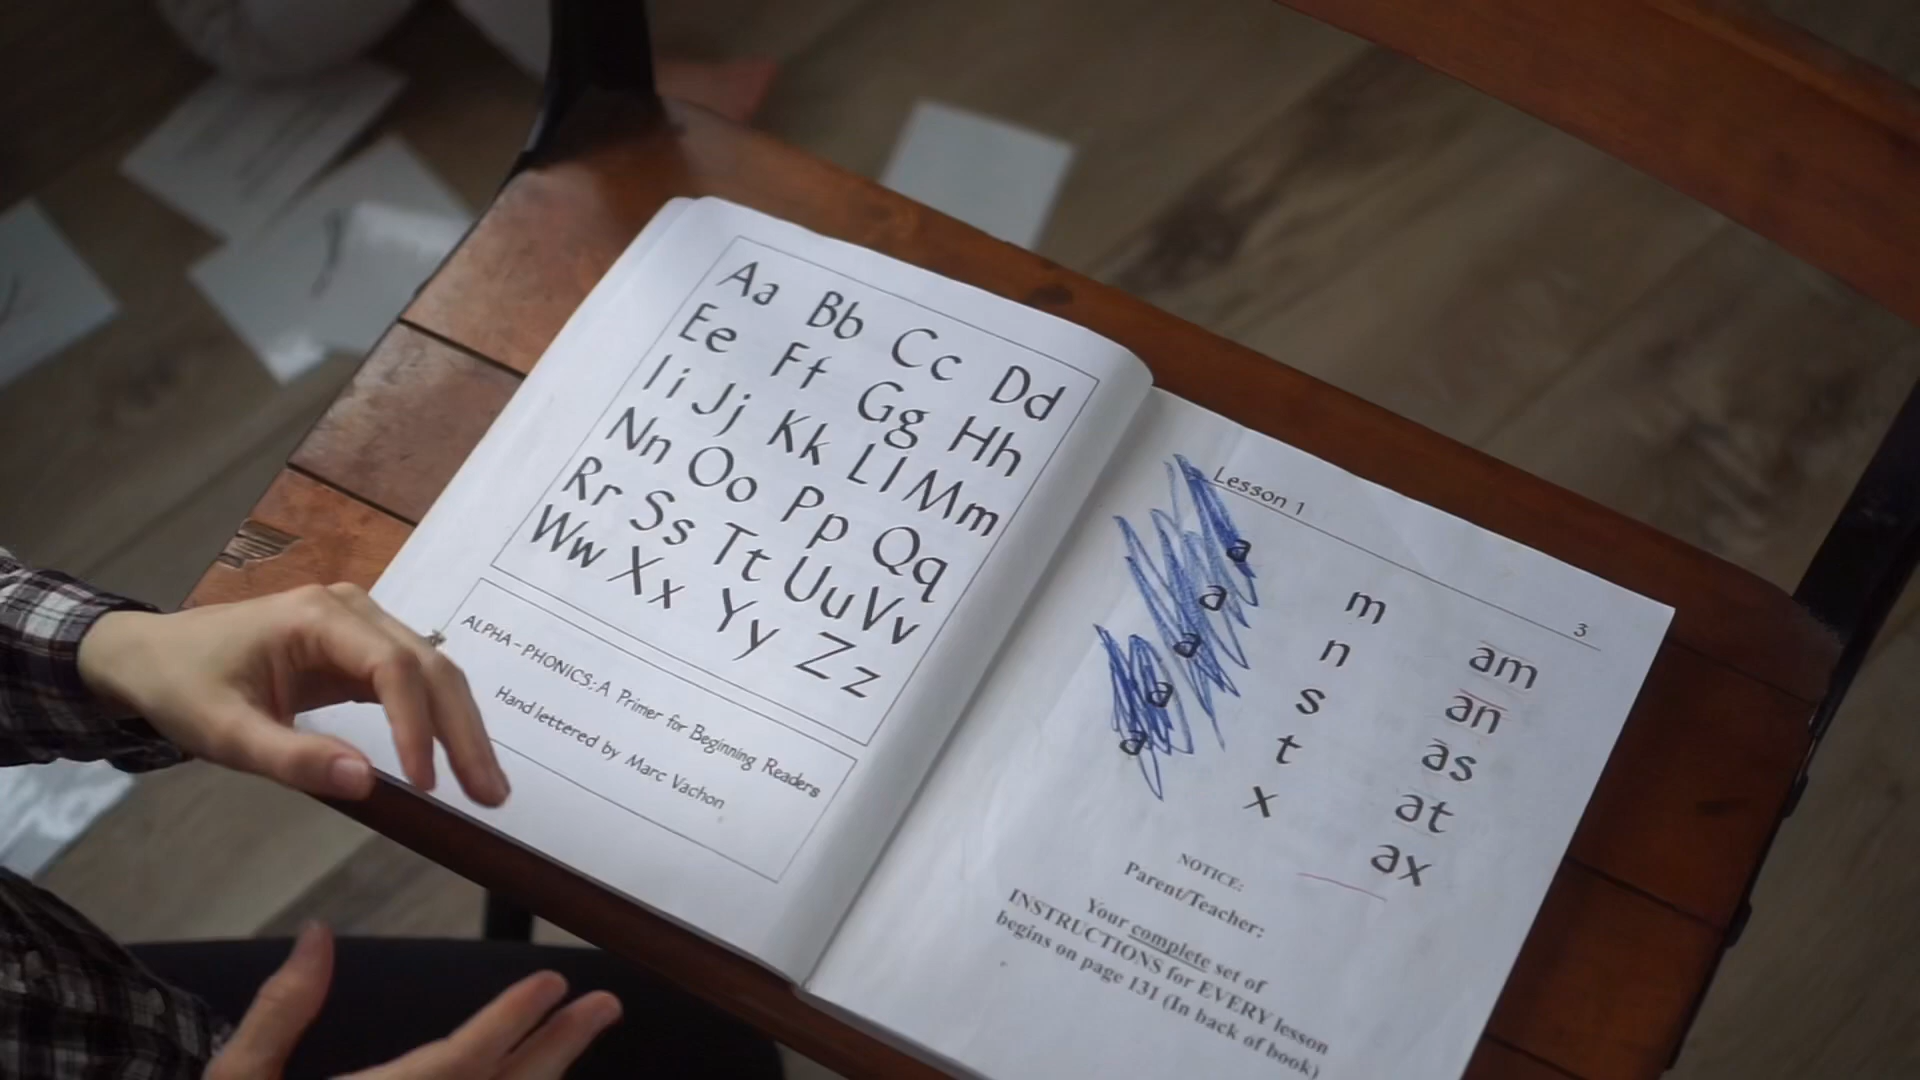 Aa Bb Cc Dd
Ee Ff Gg Hh
Ii Jj Kk Ll Mm
Nn Oo Pp Qq
Rr Ss Tt Uu Vv
Ww Xx Yy Zz
ALPHA-PHONICS: A Primer for Beginning Readers
Hand lettered by Marc Vachon
Lesson 1 3
a m am
a n an
a s as
a t at
a x ax
NOTICE:
Parent/Teacher:
Your complete set of
INSTRUCTIONS for EVERY lesson
begins on page 131 (In back of book)